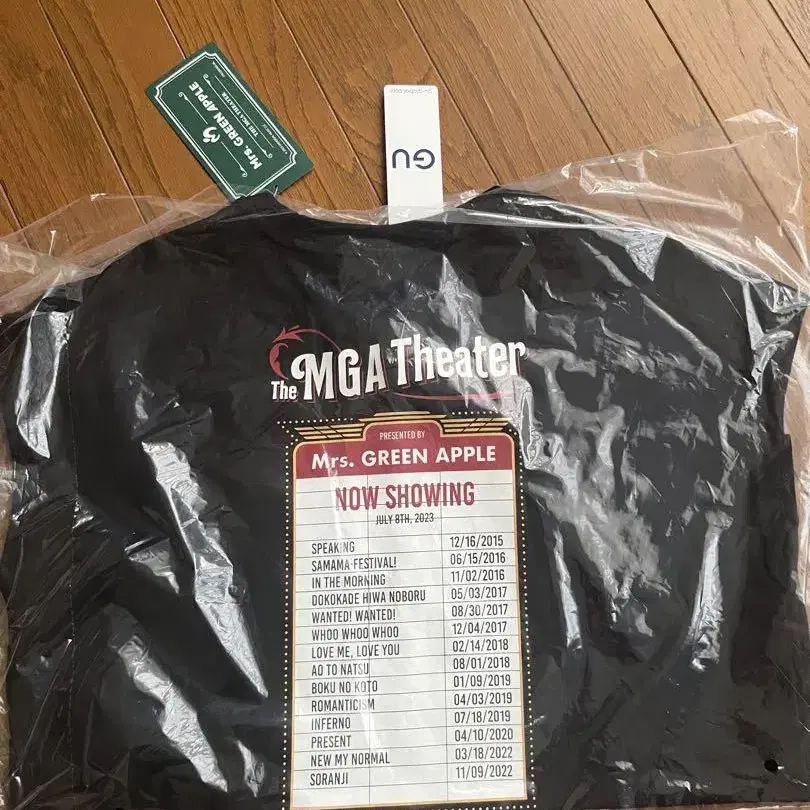 Mrs. GREEN APPLE
THE MGA THEATER
GU
The MGA Theater
PRESENTED BY
Mrs. GREEN APPLE
NOW SHOWING
JULY 8TH, 2023
SPEAKING 12/16/2015
SAMAMA-FESTIVAL! 06/15/2016
IN THE MORNING 11/02/2016
DOKOKADE HIWA NOBORU 05/03/2017
WANTED! WANTED! 08/30/2017
WHOO WHOO WHOO 12/04/2017
LOVE ME, LOVE YOU 02/14/2018
AO TO NATSU 08/01/2018
BOKU NO KOTO 01/09/2019
ROMANTICISM 04/03/2019
INFERNO 07/18/2019
PRESENT 04/10/2020
NEW MY NORMAL 03/18/2022
SORANJI 11/09/2022